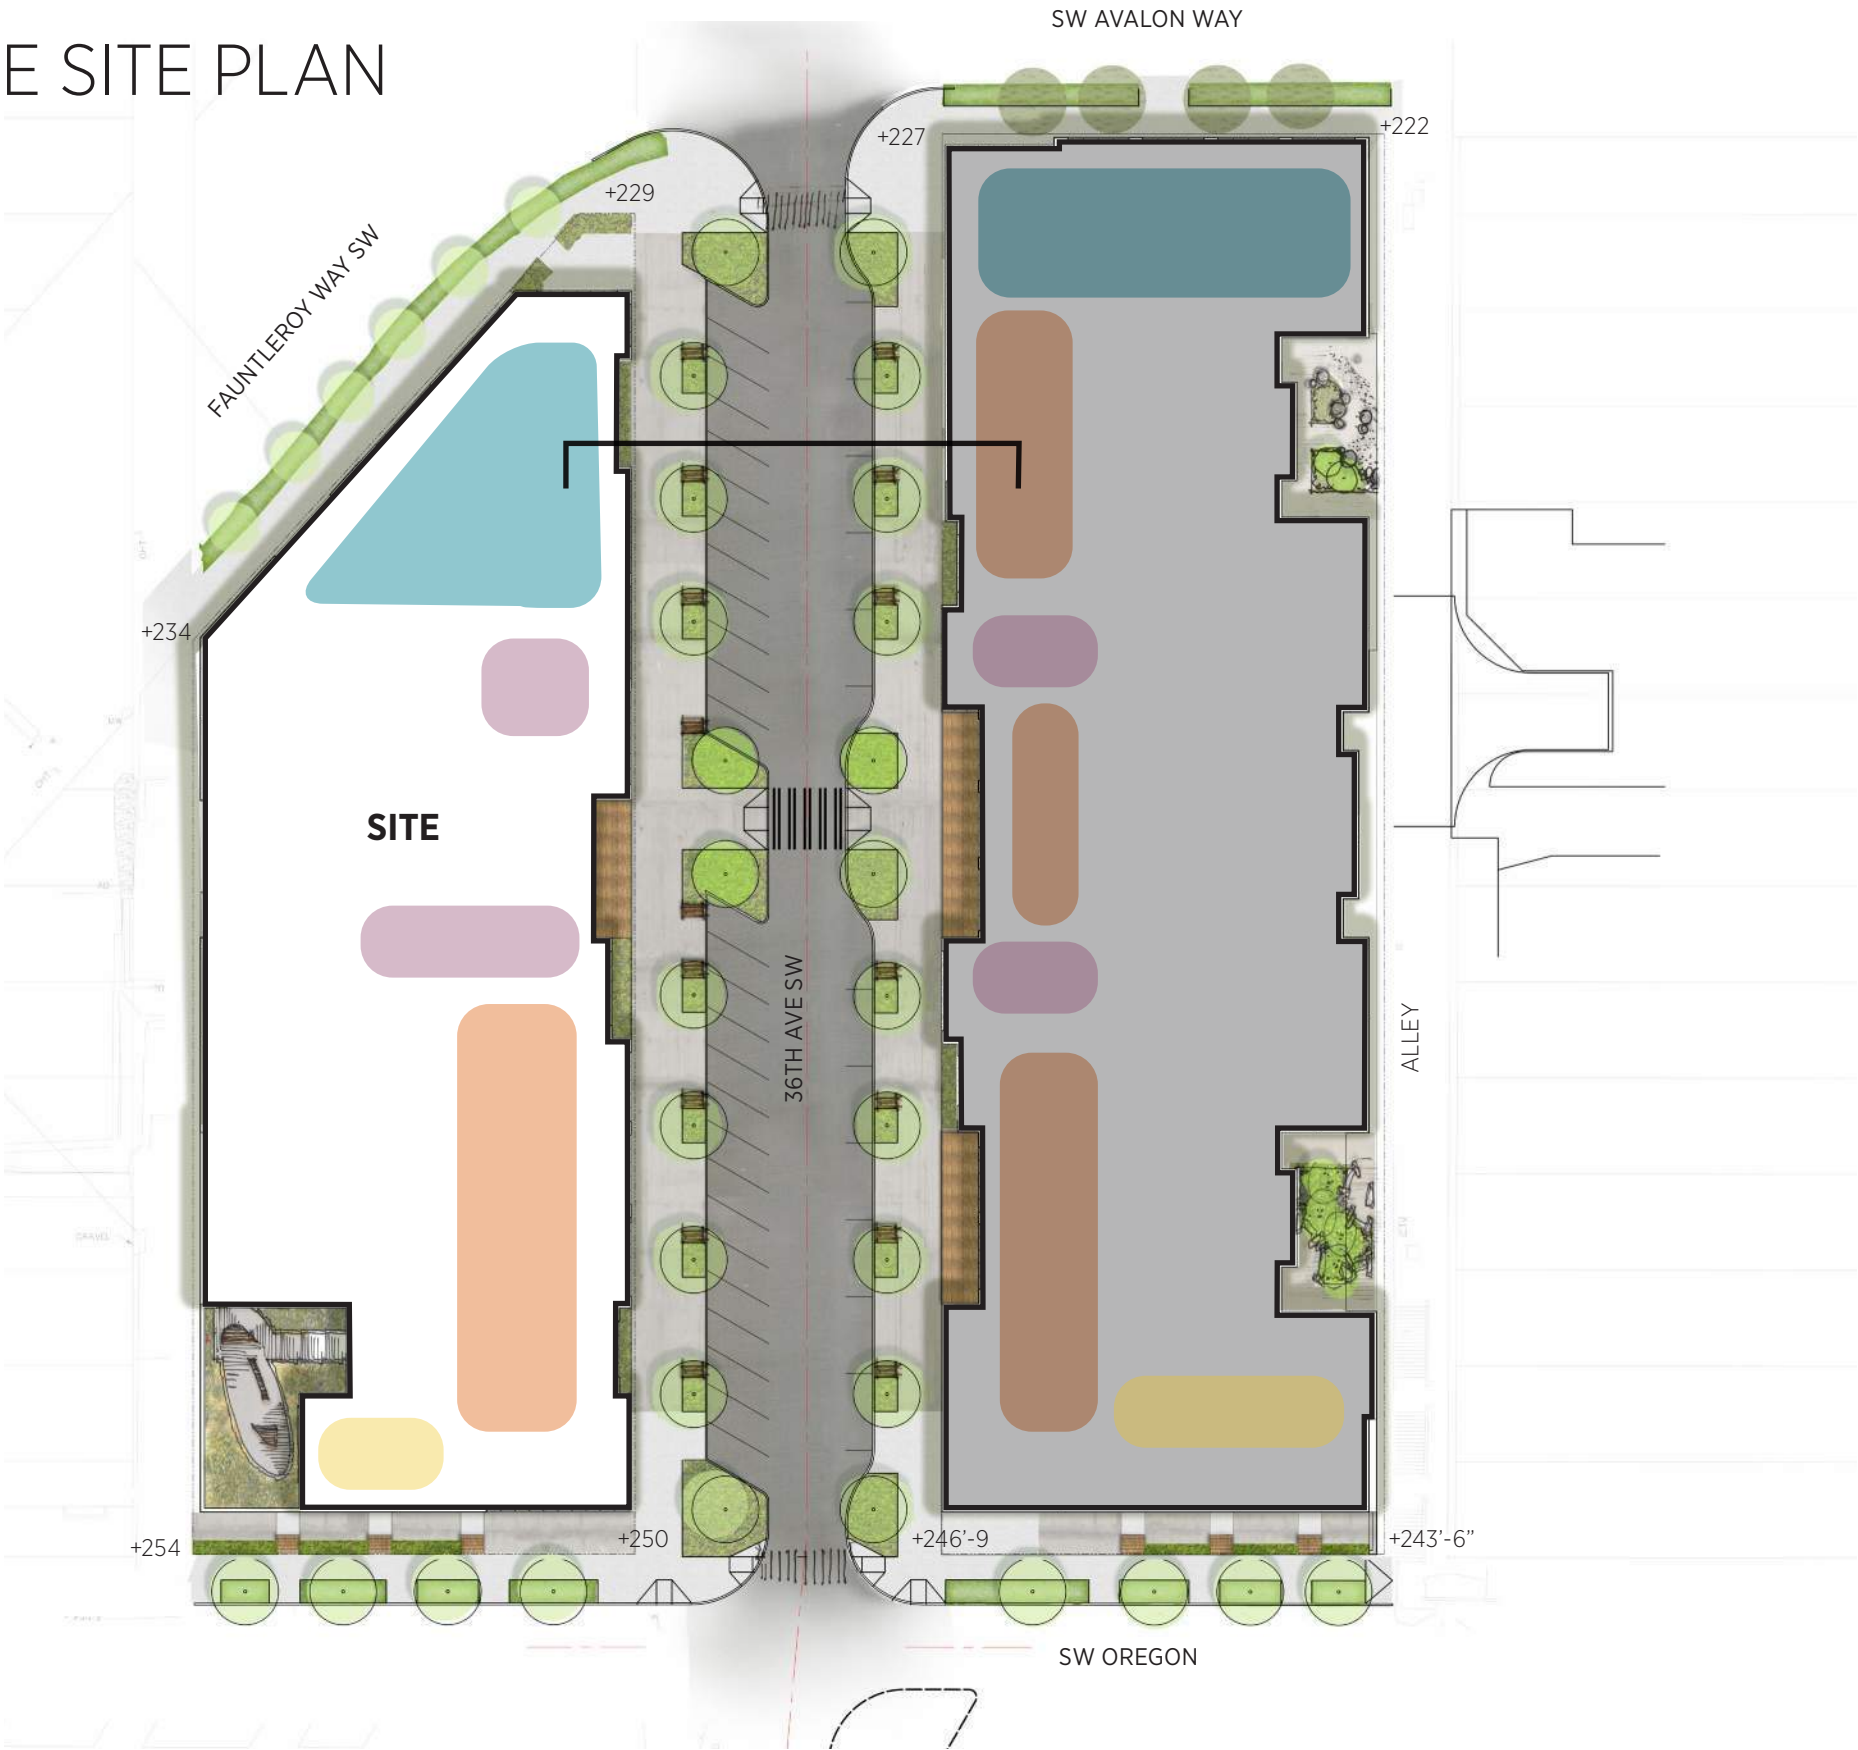 SW AVALON WAY
E SITE PLAN
+227
+222
+229
FAUNTLEROY WAY SW
+234
SITE
36TH AVE SW
ALLEY
+254
+250
+246'-9
+243'-6"
SW OREGON